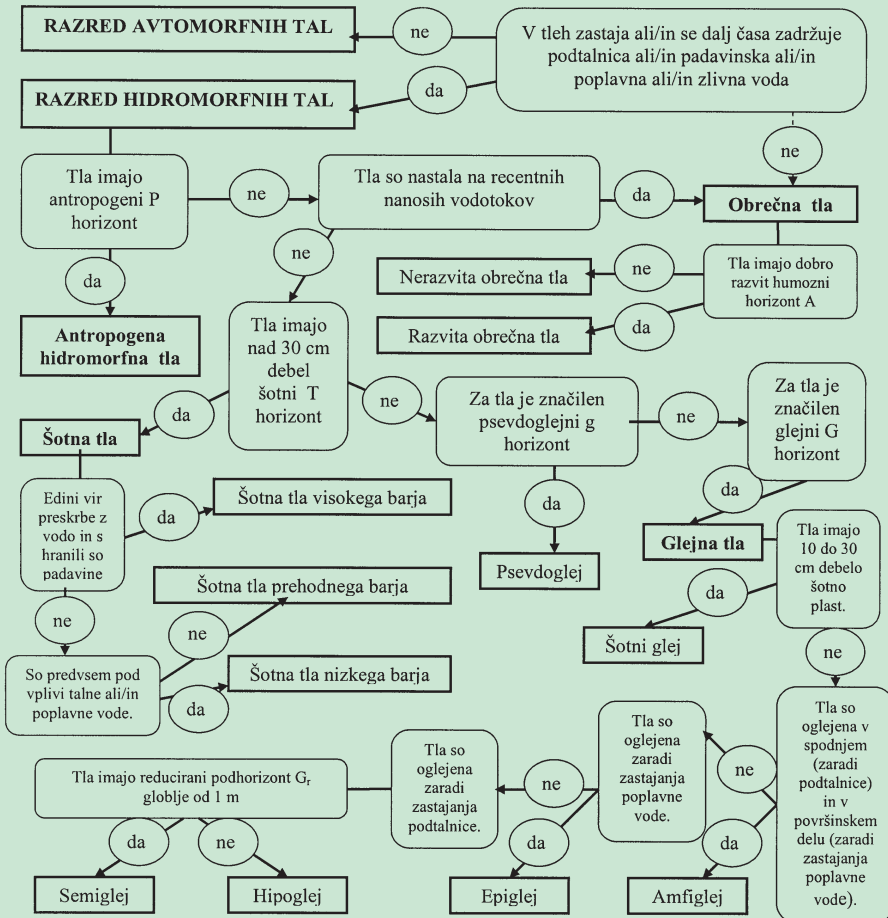 RAZRED AVTOMORFNIH TAL
ne
V tleh zastaja ali/in se dalj časa zadržuje
podtalnica ali/in padavinska ali/in
poplavna ali/in zlivna voda
da
RAZRED HIDROMORFNIH TAL
ne
Tla imajo
antropogeni P
horizont
ne
Tla so nastala na recentnih
nanosih vodotokov
da
Obrečna tla
da
ne
Nerazvita obrečna tla
ne
Tla imajo dobro
razvit humozni
horizont A
Razvita obrečna tla
da
Antropogena
hidromorfna tla
Tla imajo
nad 30 cm
debel
šotni T
horizont
da
ne
Za tla je značilen
psevdoglejni g
horizont
ne
Za tla je
značilen
glejni G
horizont
Šotna tla
Edini vir
preskrbe z
vodo in s
hranili so
padavine
da
Šotna tla visokega barja
da
Psevdoglej
da
Glejna tla
Tla imajo
10 do 30
cm debelo
šotno
plast.
da
Šotni glej
ne
Šotna tla prehodnega barja
ne
ne
So predvsem pod
vplivi talne ali/in
poplavne vode.
da
Šotna tla nizkega barja
Tla so
oglejena v
spodnjem
(zaradi
podtalnice)
in v
površinskem
delu (zaradi
zastajanja
poplavne
vode).
ne
da
Amfiglej
Tla so
oglejena
zaradi
zastajanja
poplavne
vode.
ne
da
Epiglej
Tla so
oglejena
zaradi
zastajanja
podtalnice.
Tla imajo reducirani podhorizont Gr
globlje od 1 m
da
ne
Semiglej
Hipoglej